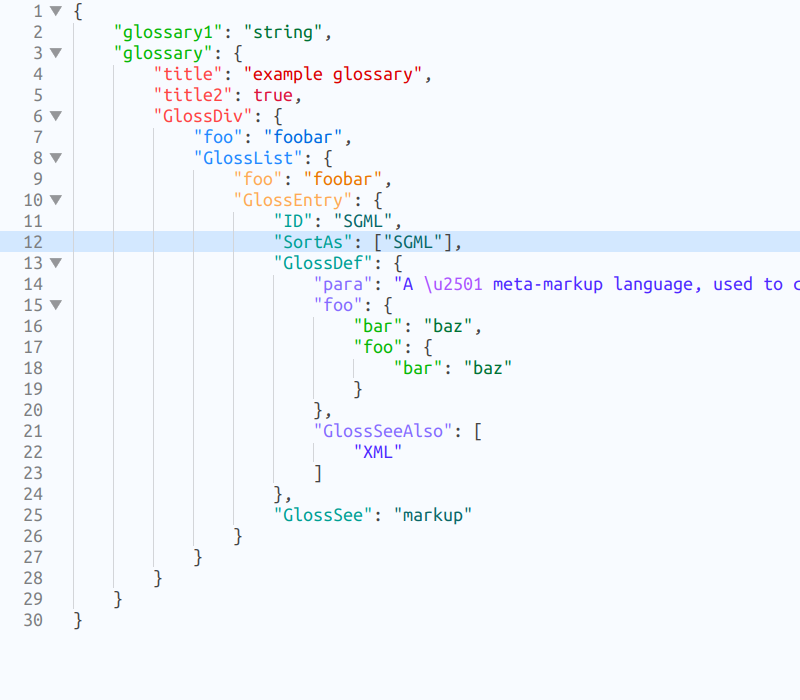 1 {
2     "glossary1": "string",
3     "glossary": {
4         "title": "example glossary",
5         "title2": true,
6         "GlossDiv": {
7             "foo": "foobar",
8             "GlossList": {
9                 "foo": "foobar",
10                 "GlossEntry": {
11                     "ID": "SGML",
12                     "SortAs": ["SGML"],
13                     "GlossDef": {
14                         "para": "A \u2501 meta-markup language, used to
15                         "foo": {
16                             "bar": "baz",
17                             "foo": {
18                                 "bar": "baz"
19                             }
20                         },
21                         "GlossSeeAlso": [
22                             "XML"
23                         ]
24                     },
25                     "GlossSee": "markup"
26                 }
27             }
28         }
29     }
30 }